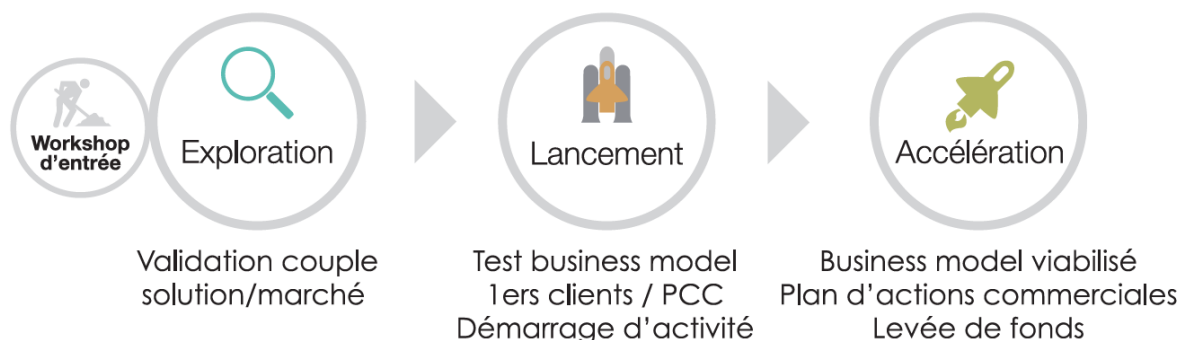 Workshop
d'entrée
Exploration
Lancement
Accélération
Validation couple
solution/marché
Test business model
1ers clients / PCC
Démarrage d'activité
Business model viabilisé
Plan d'actions commerciales
Levée de fonds